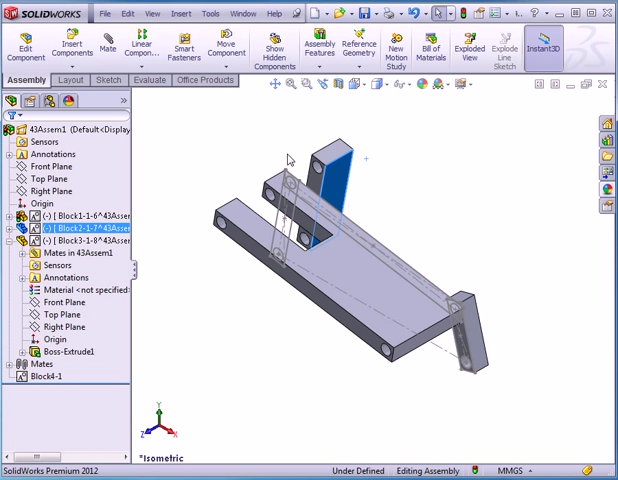 SOLIDWORKS File Edit View Insert Tools Window Help
Edit Component
Insert Components
Mate
Linear Compon...
Smart Fasteners
Move Component
Show Hidden Components
Assembly Features
Reference Geometry
New Motion Study
Bill of Materials
Exploded View
Explode Line Sketch
Instant3D
Assembly Layout Sketch Evaluate Office Products
43Assem1 (Default<Display
Sensors
Annotations
Front Plane
Top Plane
Right Plane
Origin
(-) [ Block1-1-6^43Assem
(-) [ Block2-1-7^43Assem
(-) [ Block3-1-8^43Assem
Mates in 43Assem1
Sensors
Annotations
Material <not specified>
Front Plane
Top Plane
Right Plane
Origin
Boss-Extrude1
Mates
Block4-1
Y
Z X
*Isometric
SolidWorks Premium 2012 Under Defined Editing Assembly MMGS